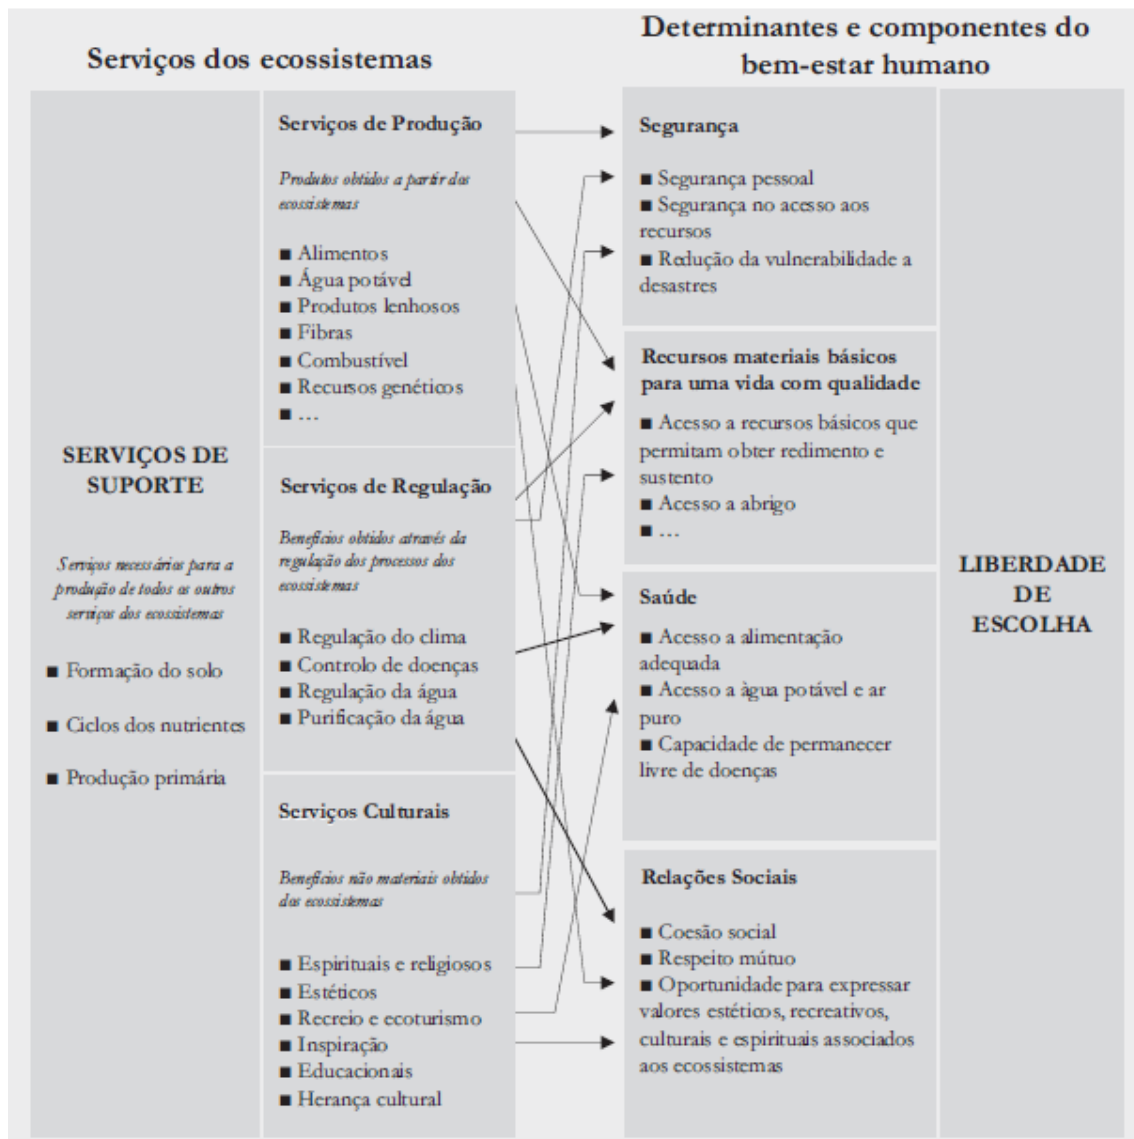 Serviços dos ecossistemas
Determinantes e componentes do
bem-estar humano
SERVIÇOS DE
SUPORTE
Serviços necessários para a
produção de todos os outros
serviços dos ecossistemas
■ Formação do solo
■ Ciclos dos nutrientes
■ Produção primária
Serviços de Produção
Produtos obtidos a partir dos
ecossistemas
■ Alimentos
■ Água potável
■ Produtos lenhosos
■ Fibras
■ Combustível
■ Recursos genéticos
■ …
Serviços de Regulação
Benefícios obtidos através da
regulação dos processos dos
ecossistemas
■ Regulação do clima
■ Controlo de doenças
■ Regulação da água
■ Purificação da água
Serviços Culturais
Benefícios não materiais obtidos
dos ecossistemas
■ Espirituais e religiosos
■ Estéticos
■ Recreio e ecoturismo
■ Inspiração
■ Educacionais
■ Herança cultural
Segurança
■ Segurança pessoal
■ Segurança no acesso aos
recursos
■ Redução da vulnerabilidade a
desastres
Recursos materiais básicos
para uma vida com qualidade
■ Acesso a recursos básicos que
permitam obter redimento e
sustento
■ Acesso a abrigo
■ …
Saúde
■ Acesso a alimentação
adequada
■ Acesso a àgua potável e ar
puro
■ Capacidade de permanecer
livre de doenças
Relações Sociais
■ Coesão social
■ Respeito mútuo
■ Oportunidade para expressar
valores estéticos, recreativos,
culturais e espirituais associados
aos ecossistemas
LIBERDADE
DE
ESCOLHA